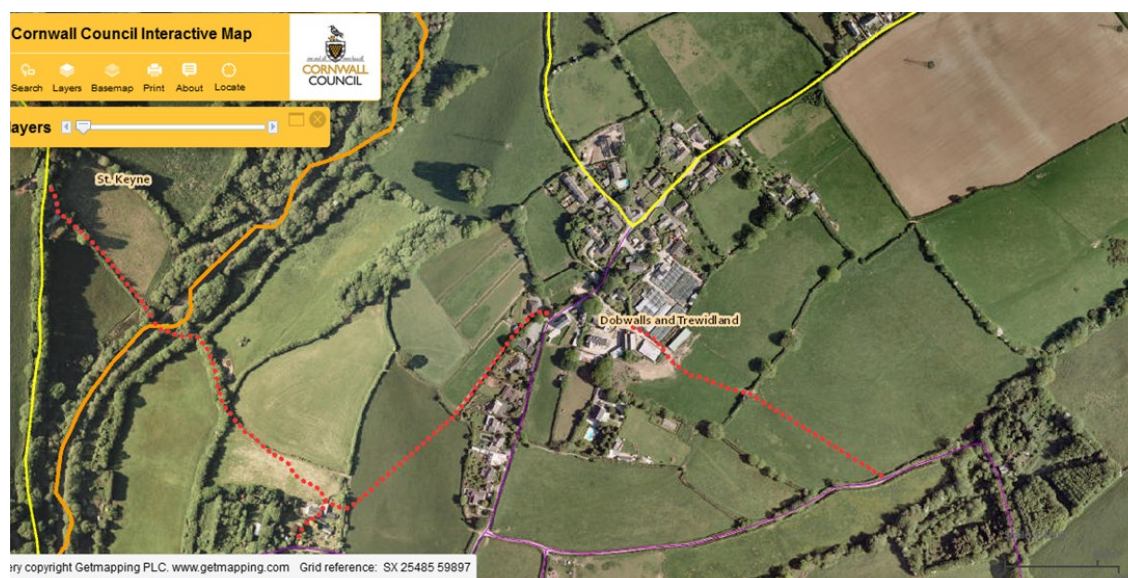 Cornwall Council Interactive Map
CORNWALL
COUNCIL
Search Layers Basemap Print About Locate
ayers
St. Keyne
Dobwalls and Trewidland
ery copyright Getmapping PLC. www.getmapping.com Grid reference: SX 25485 59897